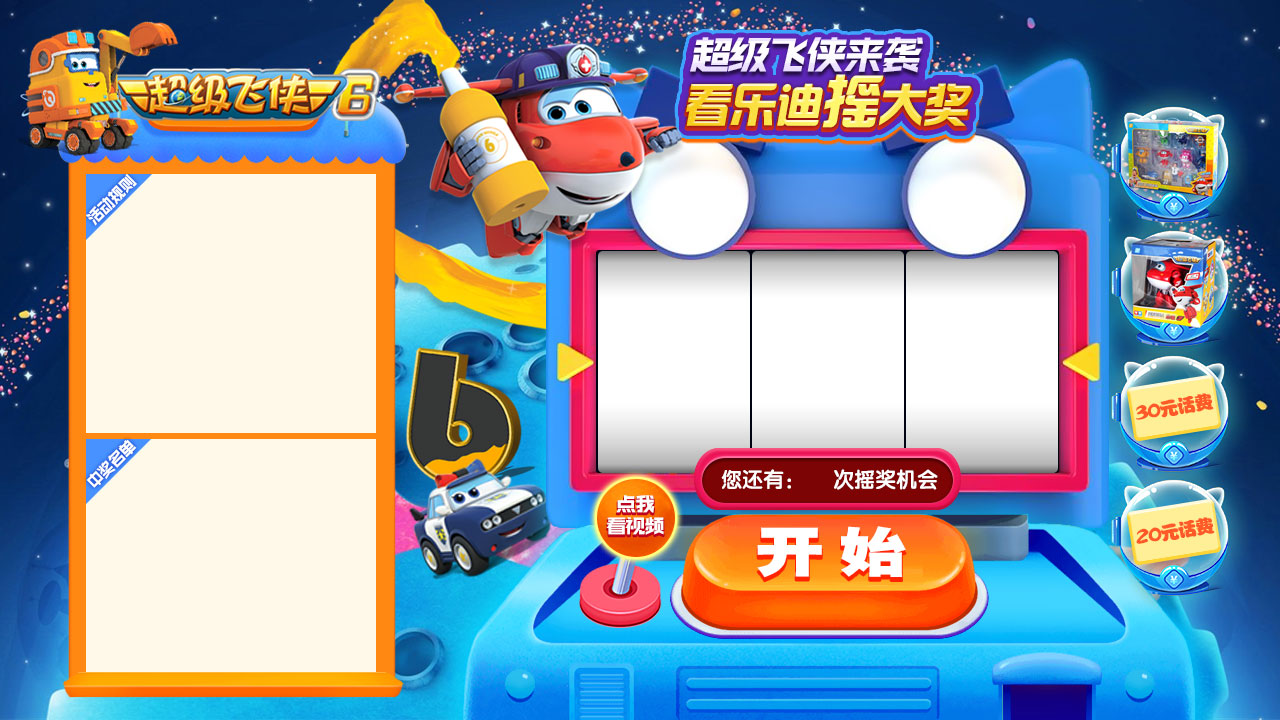 超级飞侠6
超级飞侠来袭
看乐迪摇大奖
活动规则
中奖名单
6
6
您还有： 次摇奖机会
点我
看视频
开始
30元话费
20元话费